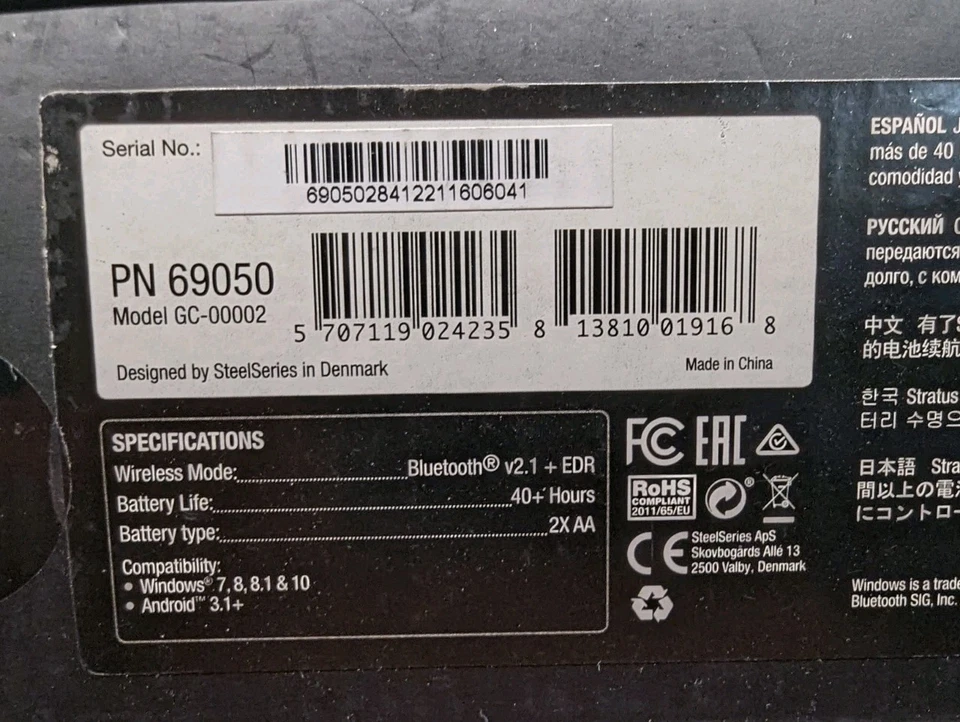 Serial No.:
6905028412211606041
PN 69050
Model GC-00002
5 707119 024235
8 13810 01916 8
Designed by SteelSeries in Denmark
Made in China
SPECIFICATIONS
Wireless Mode:..........Bluetooth® v2.1 + EDR
Battery Life:..........40+ Hours
Battery type:..........2X AA
Compatibility:
• Windows® 7, 8, 8.1 & 10
• Android™ 3.1+
FC EAC
RoHS
COMPLIANT
2011/65/EU
®
CE
SteelSeries ApS
Skovbogårds Allé 13
2500 Valby, Denmark
ESPAÑOL
más de 40
comodidad y
РУССКИЙ
передаются
долго, с ком
中文 有了
的电池续航
한국 Stratus
터리 수명으
日本語 Stra
間以上の電
にコントロー
Windows is a trade
Bluetooth SIG, Inc.